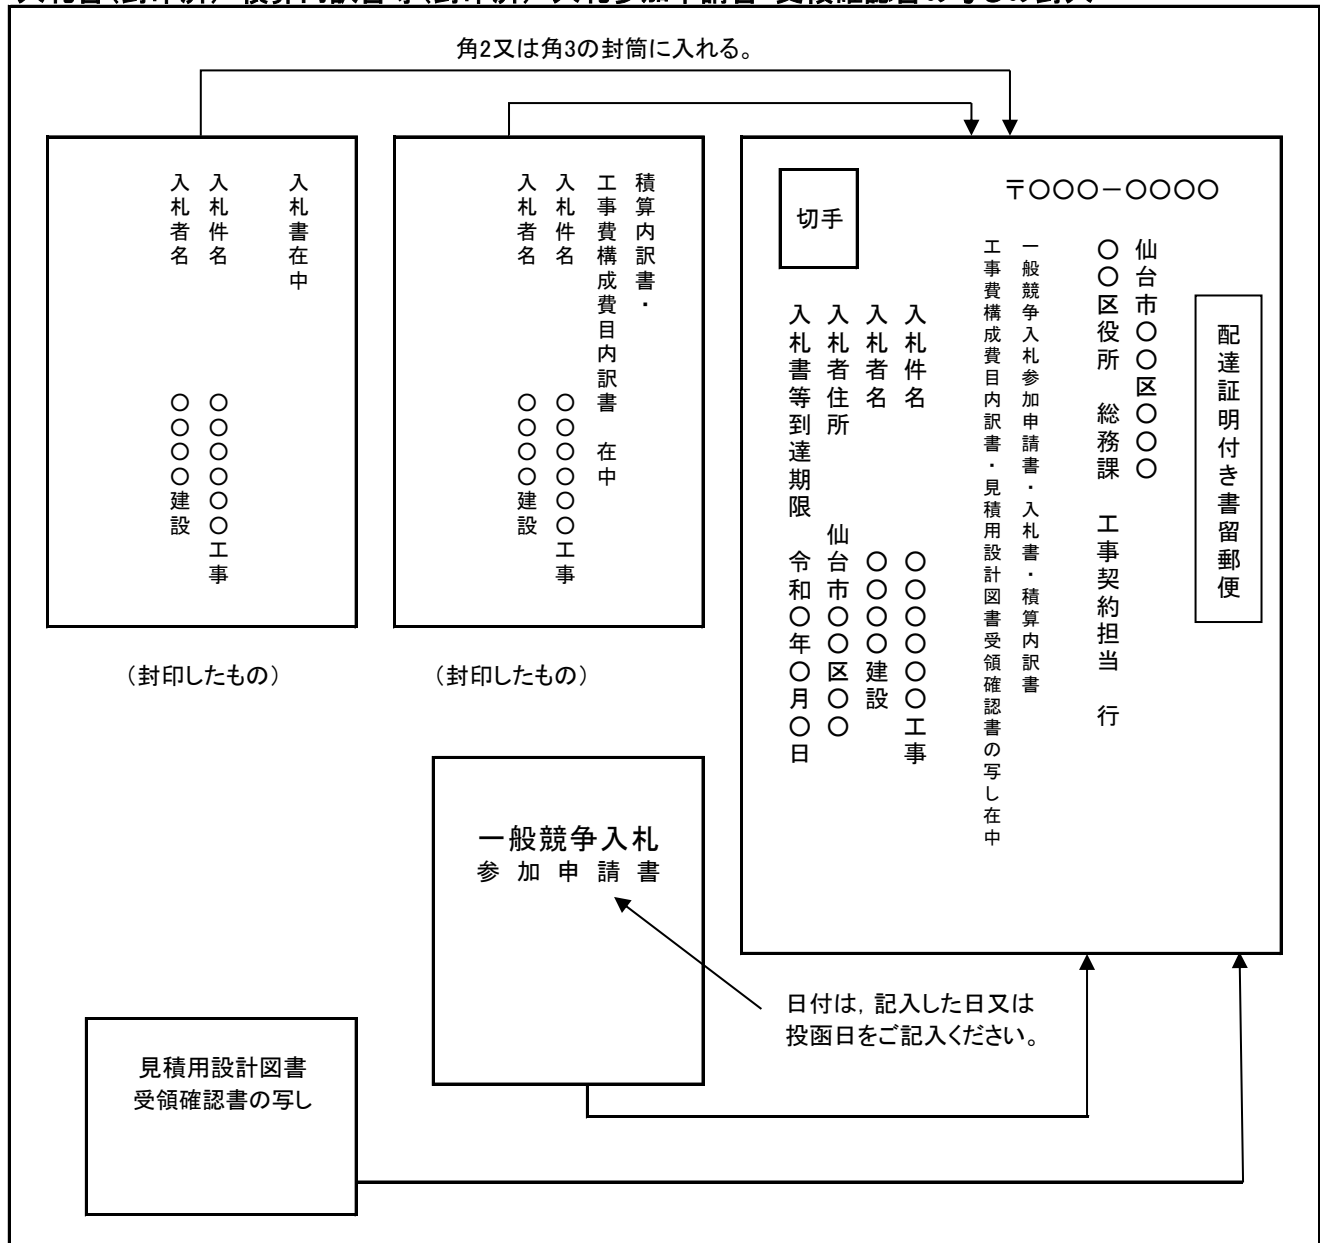 角2又は角3の封筒に入れる。
入札書在中
入札件名　○○○○○○工事
入札者名　○○○○建設
（封印したもの）
積算内訳書・
工事費構成費目内訳書　在中
入札件名　○○○○○○工事
入札者名　○○○○建設
（封印したもの）
切手
〒○○○－○○○○
配達証明付き書留郵便
仙台市○○区○○○
○○区役所　総務課　工事契約担当　行
一般競争入札参加申請書・入札書・積算内訳書
工事費構成費目内訳書・見積用設計図書受領確認書の写し在中
入札件名　○○○○○○工事
入札者名　○○○○建設
入札者住所　仙台市○○区○○
入札書等到達期限　令和○年○月○日
一般競争入札
参加申請書
日付は，記入した日又は
投函日をご記入ください。
見積用設計図書
受領確認書の写し